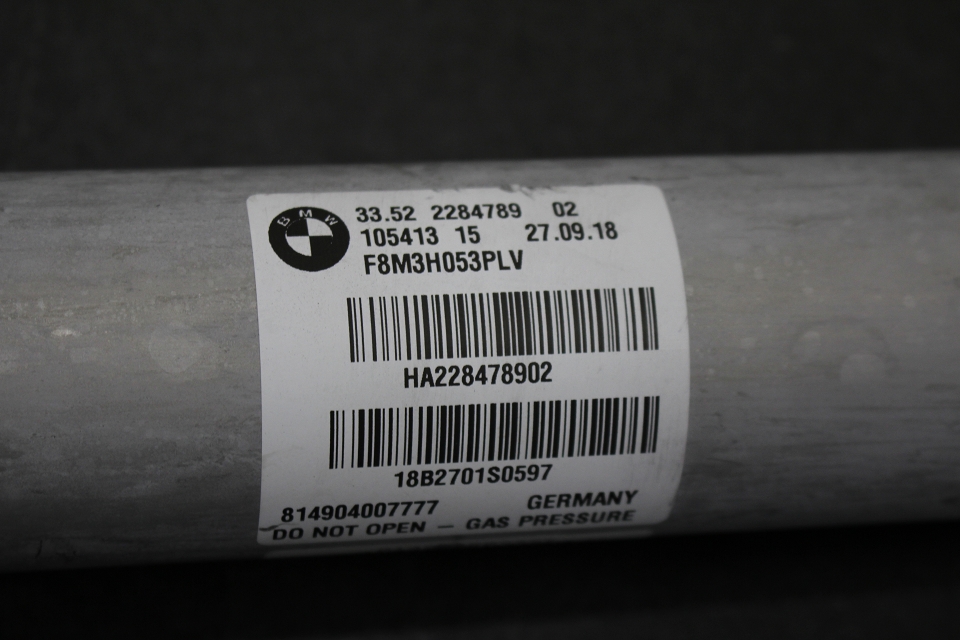 BMW
33.52 2284789 02
105413 15 27.09.18
F8M3H053PLV
HA228478902
18B2701S0597
814904007777 GERMANY
DO NOT OPEN – GAS PRESSURE